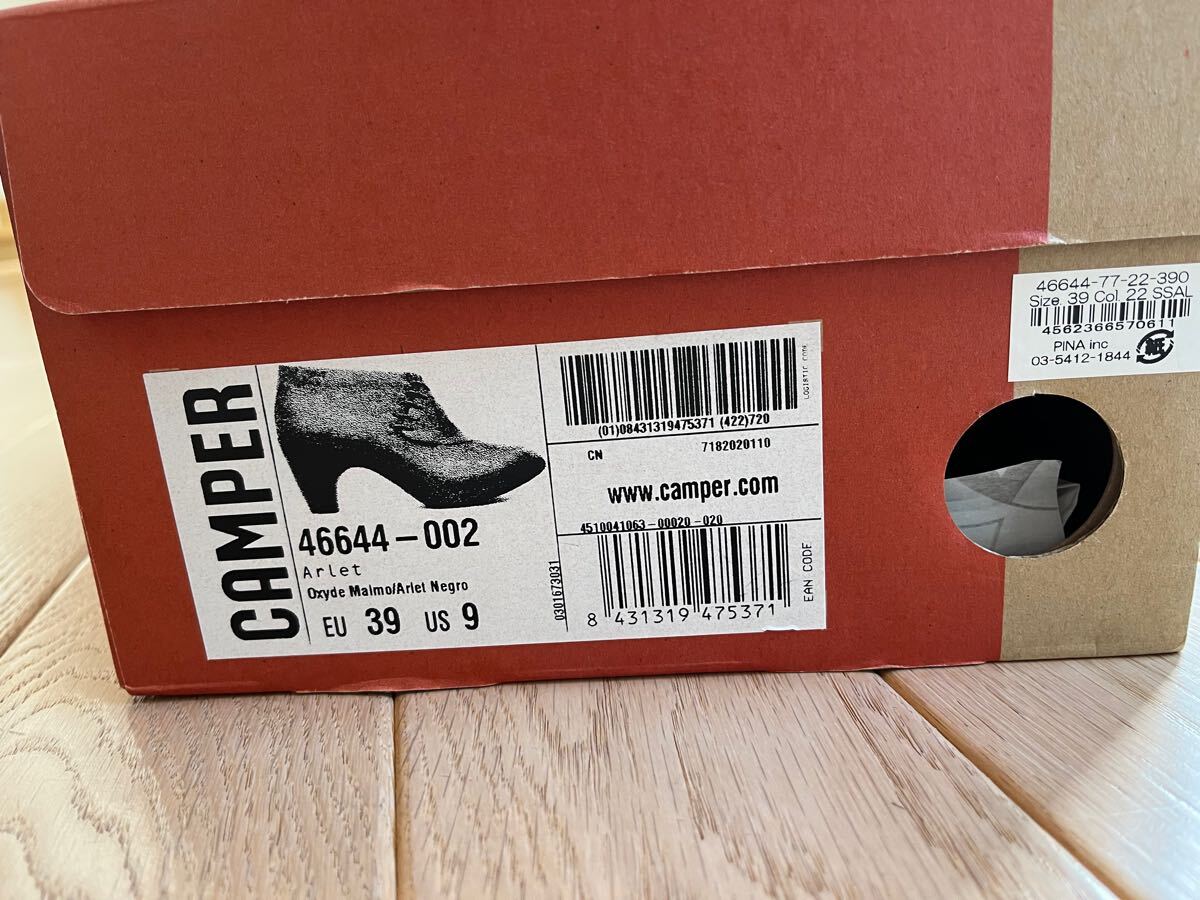 CAMPER
46644-002
Arlet
Oxyde Malmo/Arlet Negro
EU 39 US 9
LOGISTIC CODE
(01)08431319475371 (422)720
CN 7182020110
www.camper.com
4510041063-00020-020
0301673031
8 431319 475371
EAN CODE
46644-77-22-390
Size. 39 Col. 22 SSAL
4562366570611
PINA inc
03-5412-1844
紙